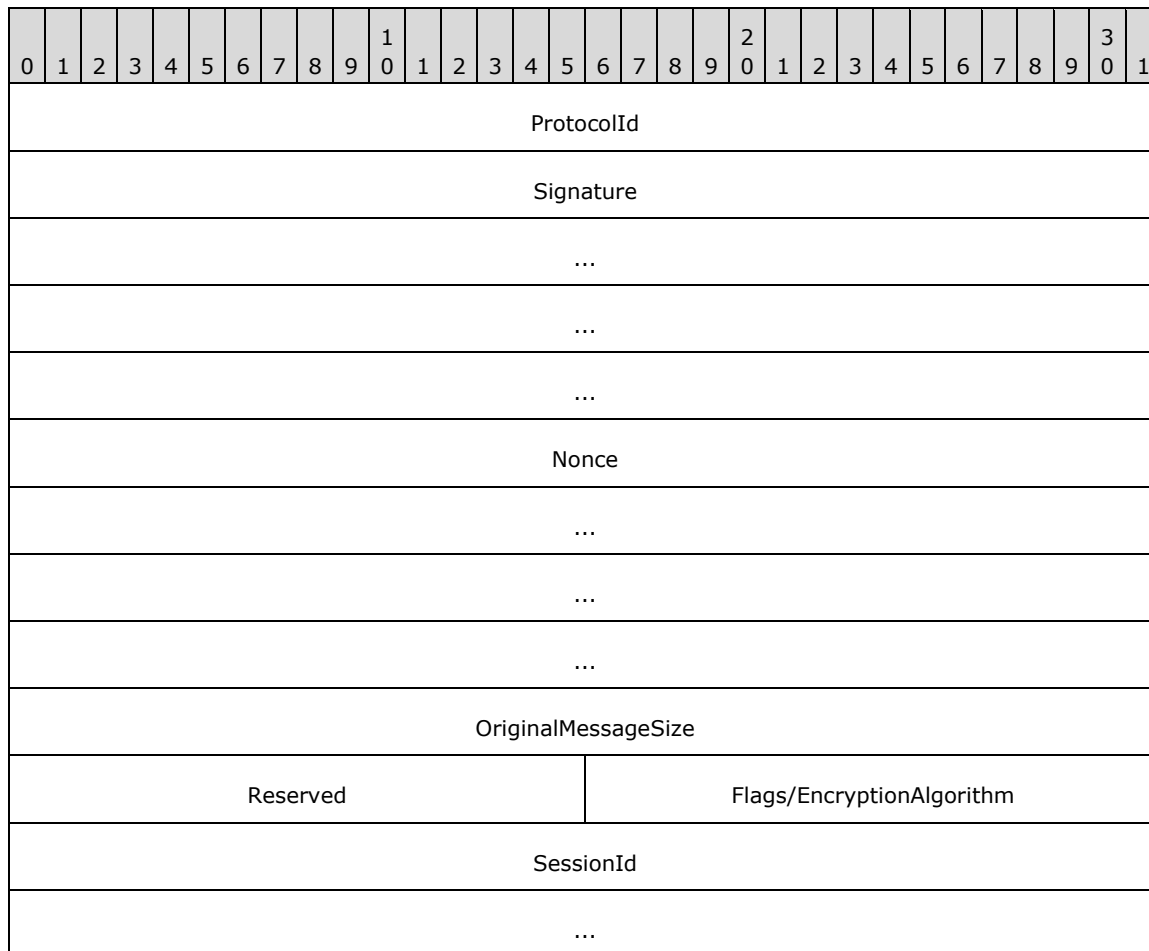 1 2 3
0 1 2 3 4 5 6 7 8 9 0 1 2 3 4 5 6 7 8 9 0 1 2 3 4 5 6 7 8 9 0 1
ProtocolId
Signature
...
...
...
Nonce
...
...
...
OriginalMessageSize
Reserved Flags/EncryptionAlgorithm
SessionId
...